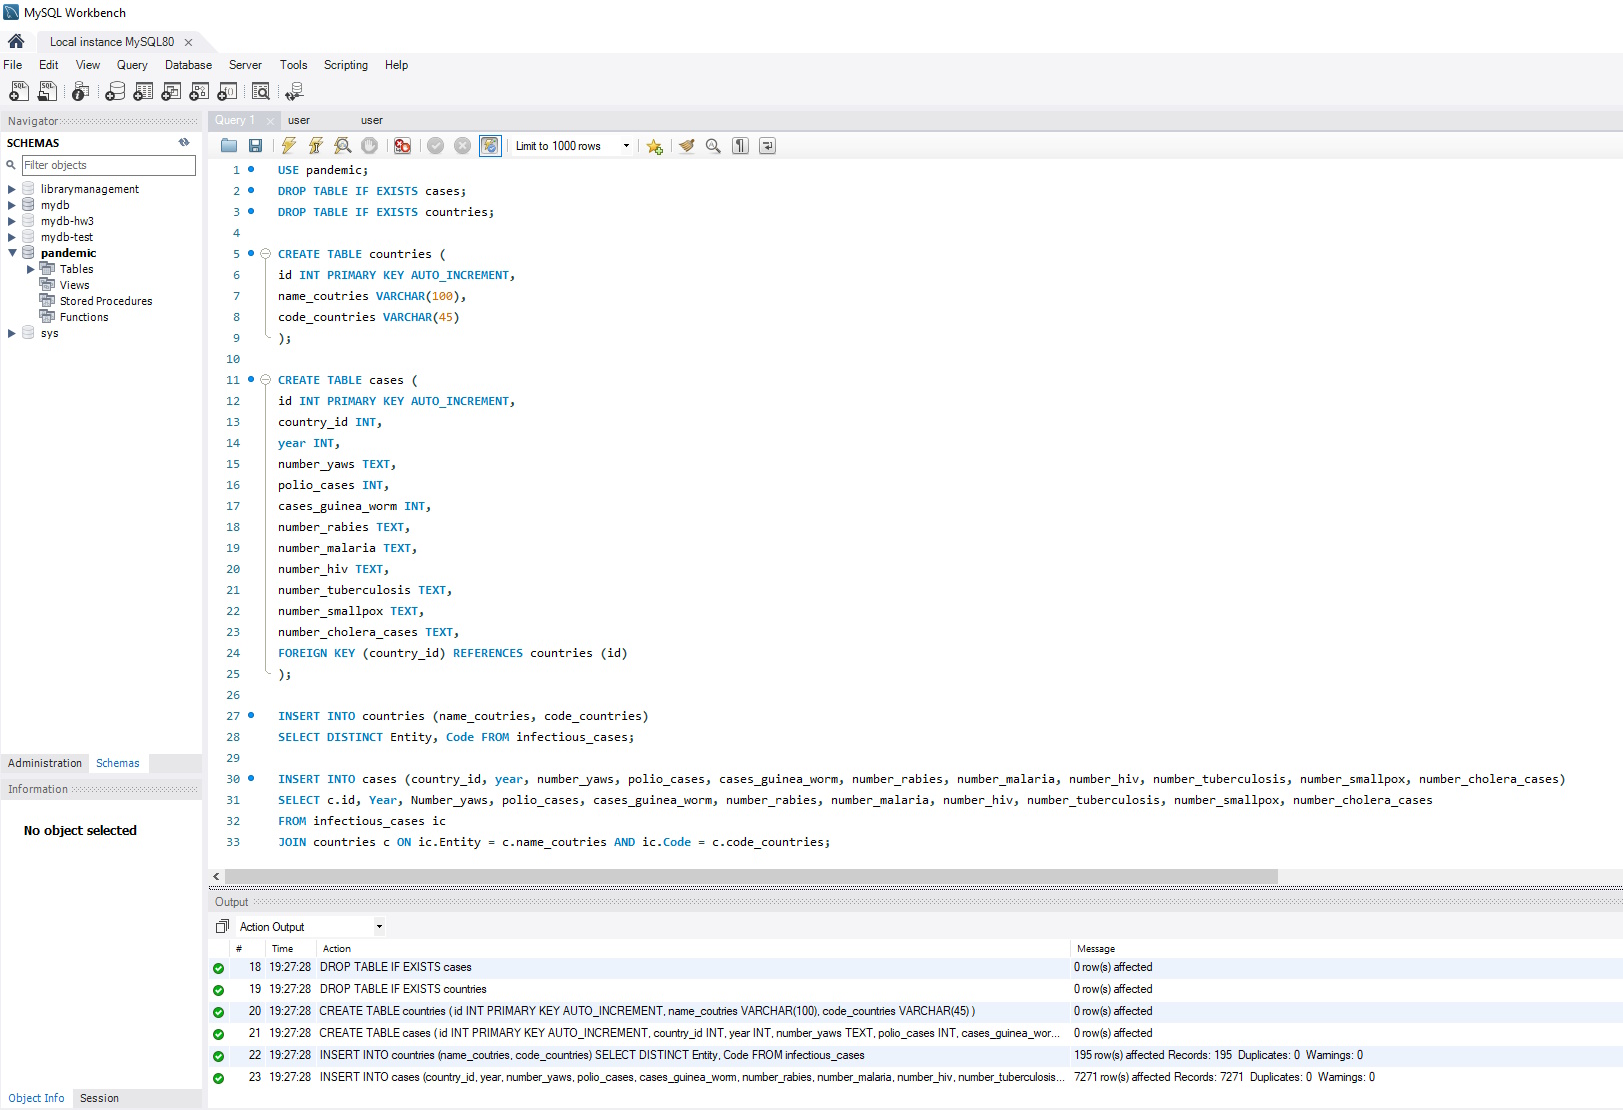 MySQL Workbench
Local instance MySQL80
File Edit View Query Database Server Tools Scripting Help
Navigator
SCHEMAS
Filter objects
librarymanagement
mydb
mydb-hw3
mydb-test
pandemic
Tables
Views
Stored Procedures
Functions
sys
Administration Schemas
Information
No object selected
Object Info Session
Query 1 user user
Limit to 1000 rows
1 USE pandemic;
2 DROP TABLE IF EXISTS cases;
3 DROP TABLE IF EXISTS countries;
4
5 CREATE TABLE countries (
6 id INT PRIMARY KEY AUTO_INCREMENT,
7 name_coutries VARCHAR(100),
8 code_countries VARCHAR(45)
9 );
10
11 CREATE TABLE cases (
12 id INT PRIMARY KEY AUTO_INCREMENT,
13 country_id INT,
14 year INT,
15 number_yaws TEXT,
16 polio_cases INT,
17 cases_guinea_worm INT,
18 number_rabies TEXT,
19 number_malaria TEXT,
20 number_hiv TEXT,
21 number_tuberculosis TEXT,
22 number_smallpox TEXT,
23 number_cholera_cases TEXT,
24 FOREIGN KEY (country_id) REFERENCES countries (id)
25 );
26
27 INSERT INTO countries (name_coutries, code_countries)
28 SELECT DISTINCT Entity, Code FROM infectious_cases;
29
30 INSERT INTO cases (country_id, year, number_yaws, polio_cases, cases_guinea_worm, number_rabies, number_malaria, number_hiv, number_tuberculosis, number_smallpox, number_cholera_cases)
31 SELECT c.id, Year, Number_yaws, polio_cases, cases_guinea_worm, number_rabies, number_malaria, number_hiv, number_tuberculosis, number_smallpox, number_cholera_cases
32 FROM infectious_cases ic
33 JOIN countries c ON ic.Entity = c.name_coutries AND ic.Code = c.code_countries;
Output
Action Output
# Time Action Message
18 19:27:28 DROP TABLE IF EXISTS cases 0 row(s) affected
19 19:27:28 DROP TABLE IF EXISTS countries 0 row(s) affected
20 19:27:28 CREATE TABLE countries ( id INT PRIMARY KEY AUTO_INCREMENT, name_coutries VARCHAR(100), code_countries VARCHAR(45) ) 0 row(s) affected
21 19:27:28 CREATE TABLE cases ( id INT PRIMARY KEY AUTO_INCREMENT, country_id INT, year INT, number_yaws TEXT, polio_cases INT, cases_guinea_wor... 0 row(s) affected
22 19:27:28 INSERT INTO countries (name_coutries, code_countries) SELECT DISTINCT Entity, Code FROM infectious_cases 195 row(s) affected Records: 195 Duplicates: 0 Warnings: 0
23 19:27:28 INSERT INTO cases (country_id, year, number_yaws, polio_cases, cases_guinea_worm, number_rabies, number_malaria, number_hiv, number_tuberculosis... 7271 row(s) affected Records: 7271 Duplicates: 0 Warnings: 0